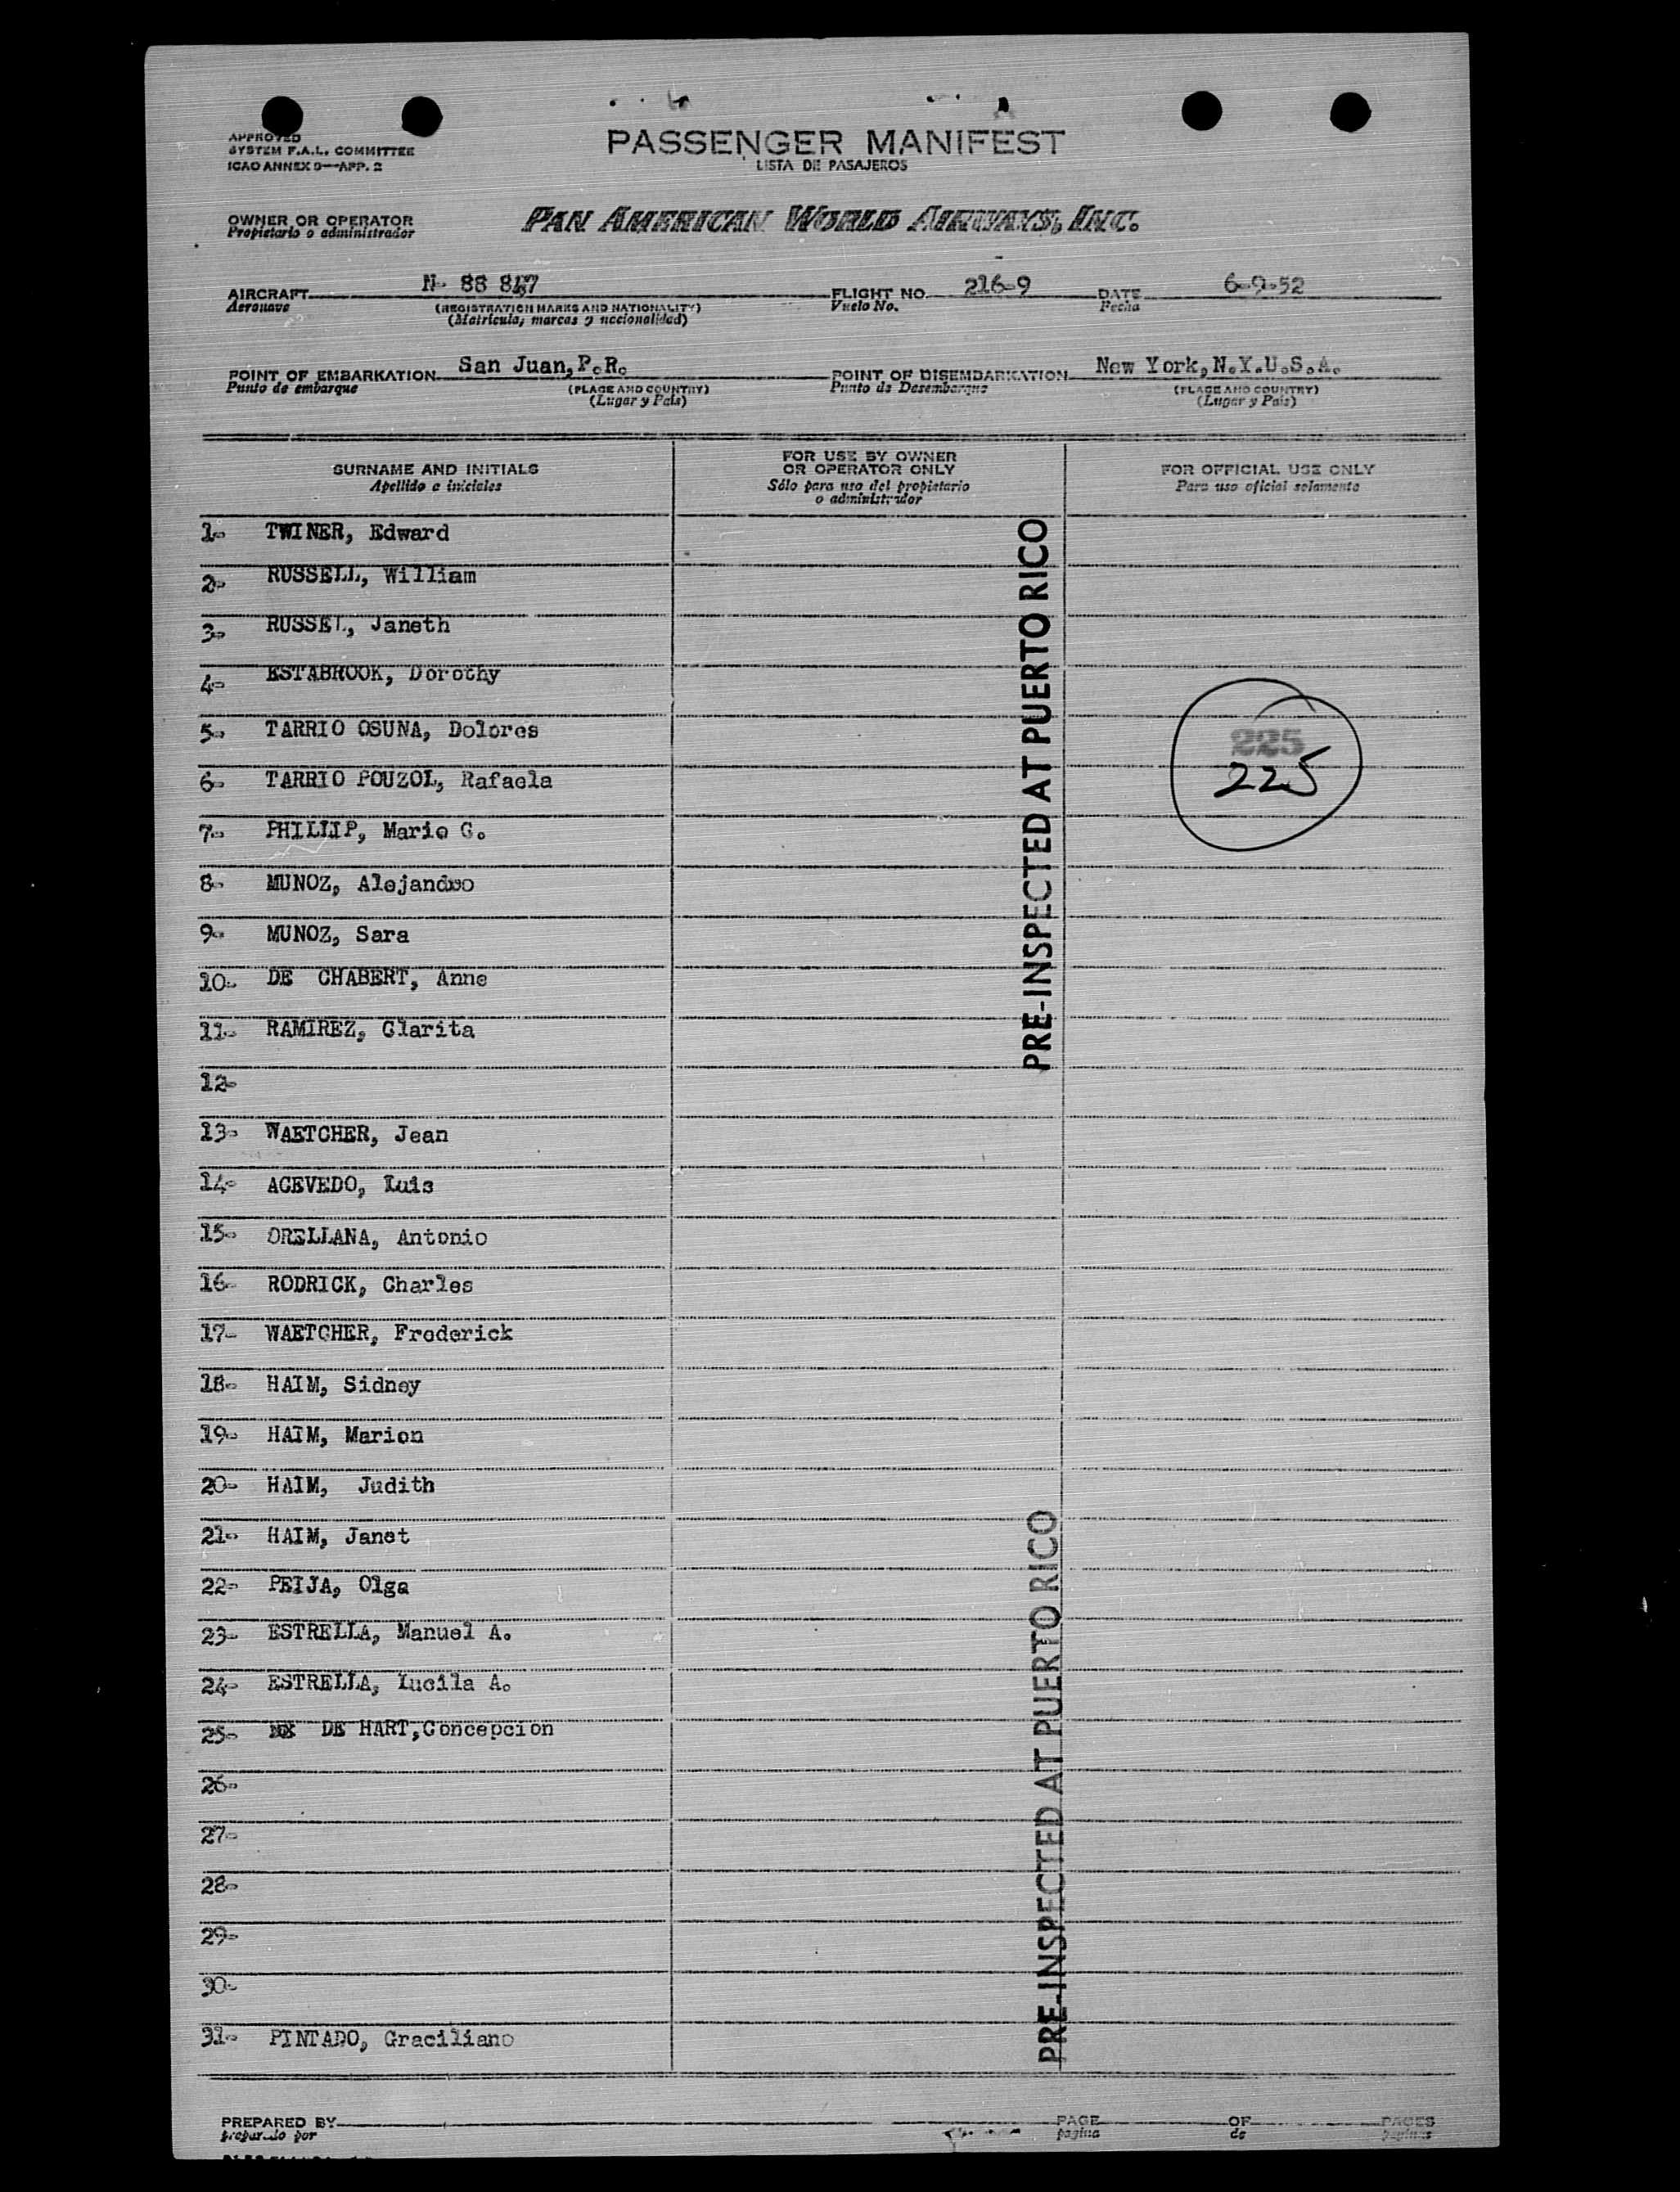 APPROVED
SYSTEM F.A.L. COMMITTEE
ICAO ANNEX 9—APP. 2
PASSENGER MANIFEST
LISTA DE PASAJEROS
OWNER OR OPERATOR
Propietario o administrador
PAN AMERICAN WORLD AIRWAYS, INC.
AIRCRAFT N- 88 847 FLIGHT NO. 216-9 DATE 6-9-52
Aeronave (REGISTRATION MARKS AND NATIONALITY) Vuelo No. Fecha
(Matricula, marcas y nacionalidad)
POINT OF EMBARKATION San Juan,P.R. POINT OF DISEMBARKATION New York,N.Y.U.S.A.
Punto de embarque (PLACE AND COUNTRY) Punto de Desembarque (PLACE AND COUNTRY)
(Lugar y País) (Lugar y País)
SURNAME AND INITIALS FOR USE BY OWNER OR OPERATOR ONLY FOR OFFICIAL USE ONLY
Apellido e iniciales Sólo para uso del propietario o administrador Para uso oficial solamente
1- TWINER, Edward
2- RUSSELL, William
3- RUSSEL, Janeth
4- ESTABROOK, Dorothy
5- TARRIO OSUNA, Dolores
6- TARRIO POUZOL, Rafaela
7- PHILLIP, Marie G.
8- MUNOZ, Alejandro
9- MUNOZ, Sara
10- DE CHABERT, Anne
11- RAMIREZ, Clarita
12-
13- WAETCHER, Jean
14- ACEVEDO, Luis
15- ORELLANA, Antonio
16- RODRICK, Charles
17- WAETCHER, Frederick
18- HAIM, Sidney
19- HAIM, Marion
20- HAIM, Judith
21- HAIM, Janet
22- PEIJA, Olga
23- ESTRELLA, Manuel A.
24- ESTRELLA, Lucila A.
25- DE HART,Concepcion
26-
27-
28-
29-
30-
31- PINTADO, Graciliano
PRE-INSPECTED AT PUERTO RICO
225
225
PRE-INSPECTED AT PUERTO RICO
PREPARED BY PAGE OF PAGES
preparado por pagina de paginas